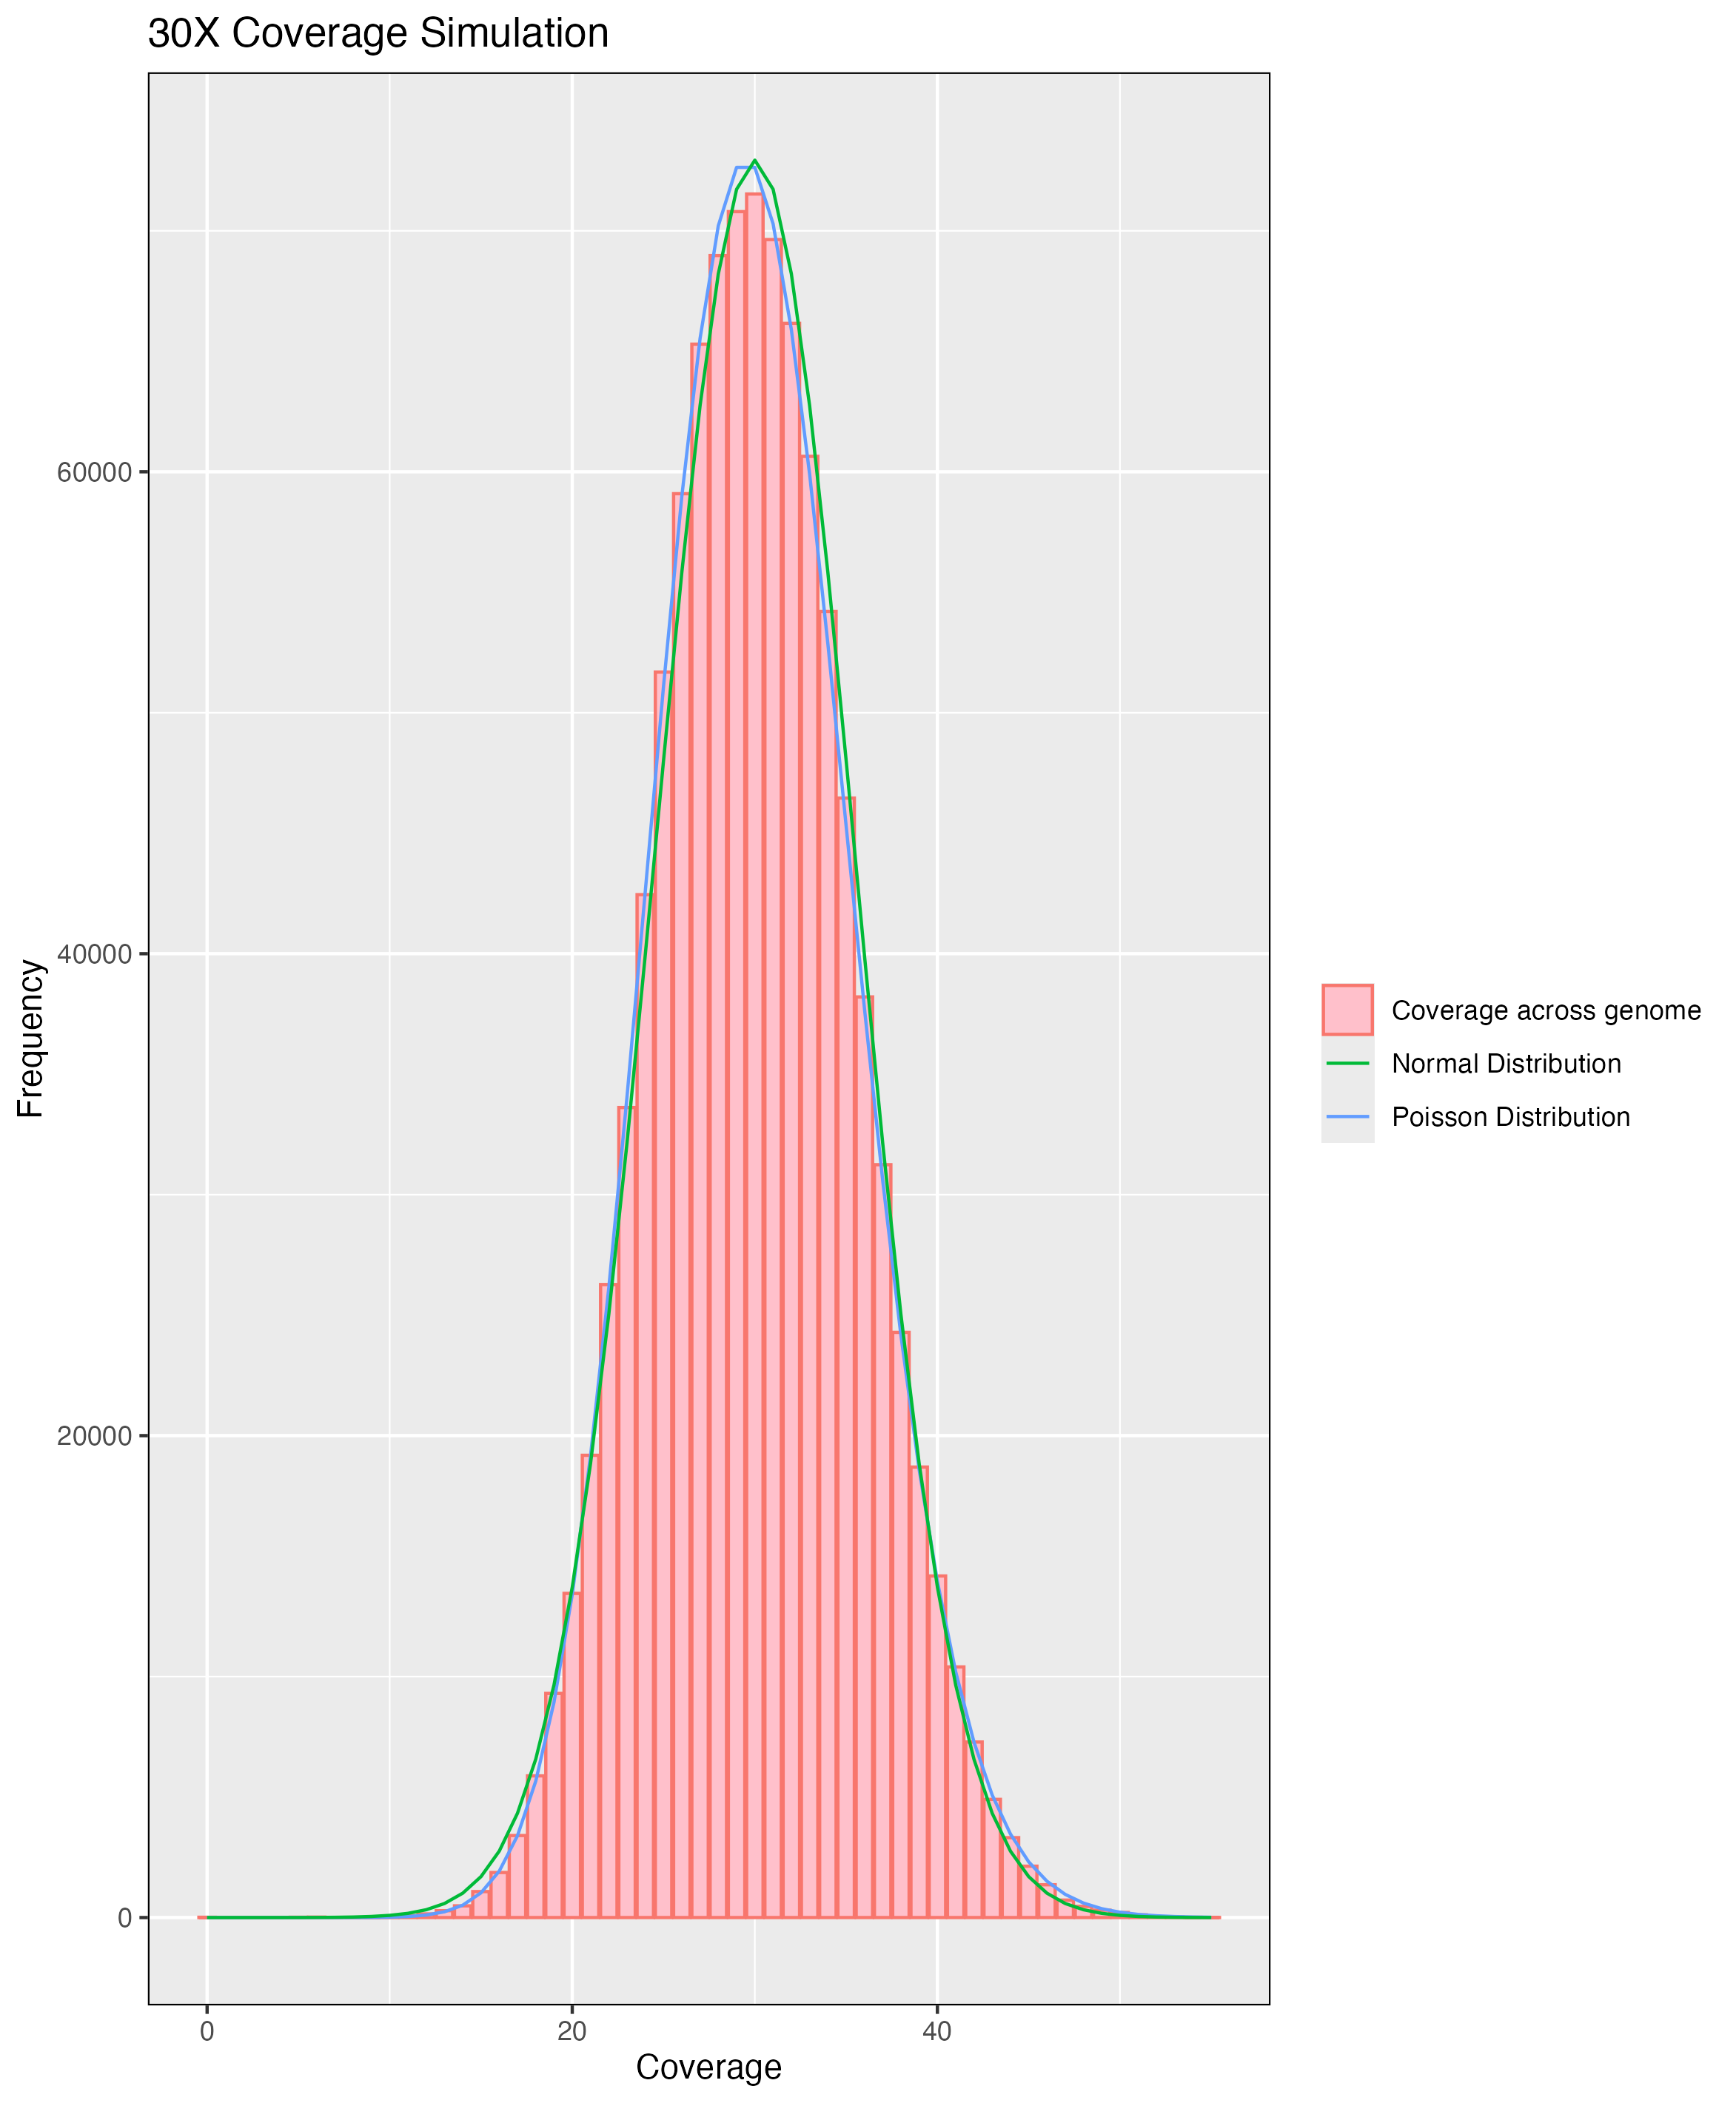 30X Coverage Simulation
Frequency
60000
40000
20000
0
0 20 40
Coverage
Coverage across genome
Normal Distribution
Poisson Distribution